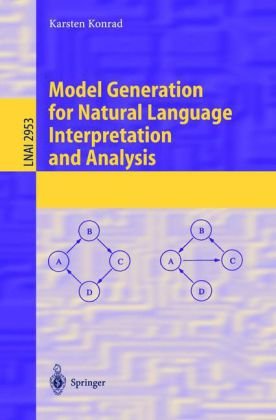 Karsten Konrad
Model Generation
for Natural Language
Interpretation
and Analysis
LNAI 2953
B
A
C
D
B
A
C
D
Springer